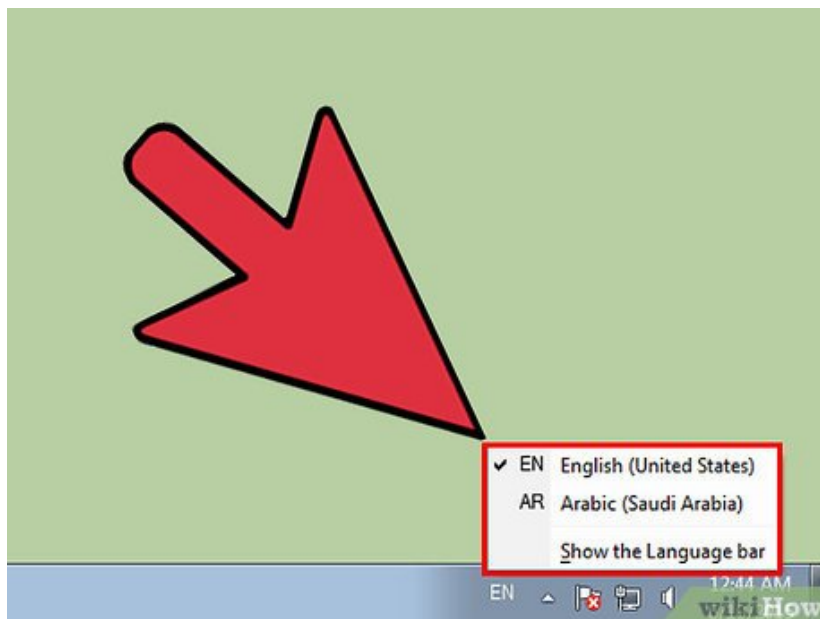 ✔ EN English (United States)
AR Arabic (Saudi Arabia)
Show the Language bar
EN 12:44 AM
wikiHow